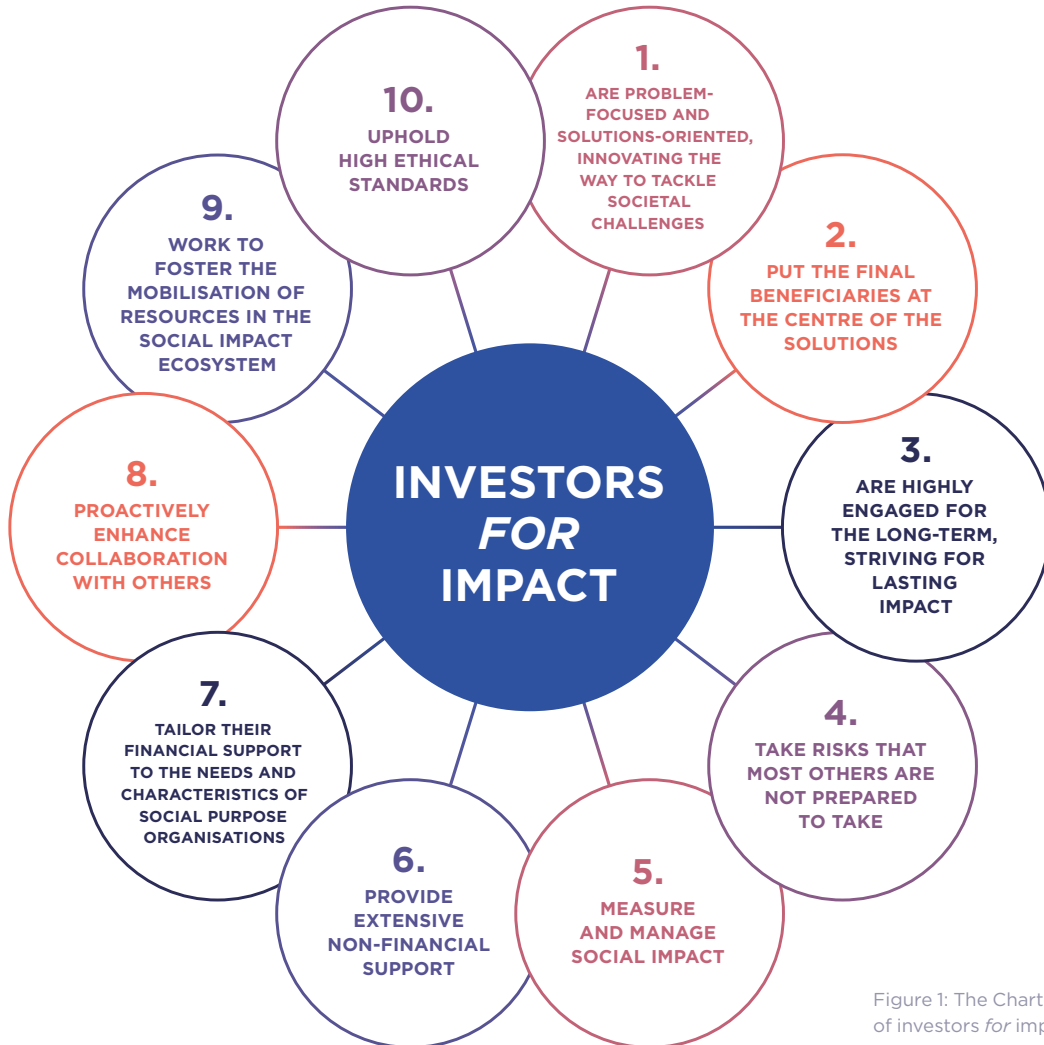 1.
ARE PROBLEM-
FOCUSED AND
SOLUTIONS-ORIENTED,
INNOVATING THE
WAY TO TACKLE
SOCIETAL
CHALLENGES
2.
PUT THE FINAL
BENEFICIARIES AT
THE CENTRE OF THE
SOLUTIONS
3.
ARE HIGHLY
ENGAGED FOR
THE LONG-TERM,
STRIVING FOR
LASTING
IMPACT
4.
TAKE RISKS THAT
MOST OTHERS ARE
NOT PREPARED
TO TAKE
5.
MEASURE
AND MANAGE
SOCIAL IMPACT
6.
PROVIDE
EXTENSIVE
NON-FINANCIAL
SUPPORT
7.
TAILOR THEIR
FINANCIAL SUPPORT
TO THE NEEDS AND
CHARACTERISTICS OF
SOCIAL PURPOSE
ORGANISATIONS
8.
PROACTIVELY
ENHANCE
COLLABORATION
WITH OTHERS
9.
WORK TO
FOSTER THE
MOBILISATION OF
RESOURCES IN THE
SOCIAL IMPACT
ECOSYSTEM
10.
UPHOLD
HIGH ETHICAL
STANDARDS
INVESTORS
FOR
IMPACT
Figure 1: The Chart
of investors for imp